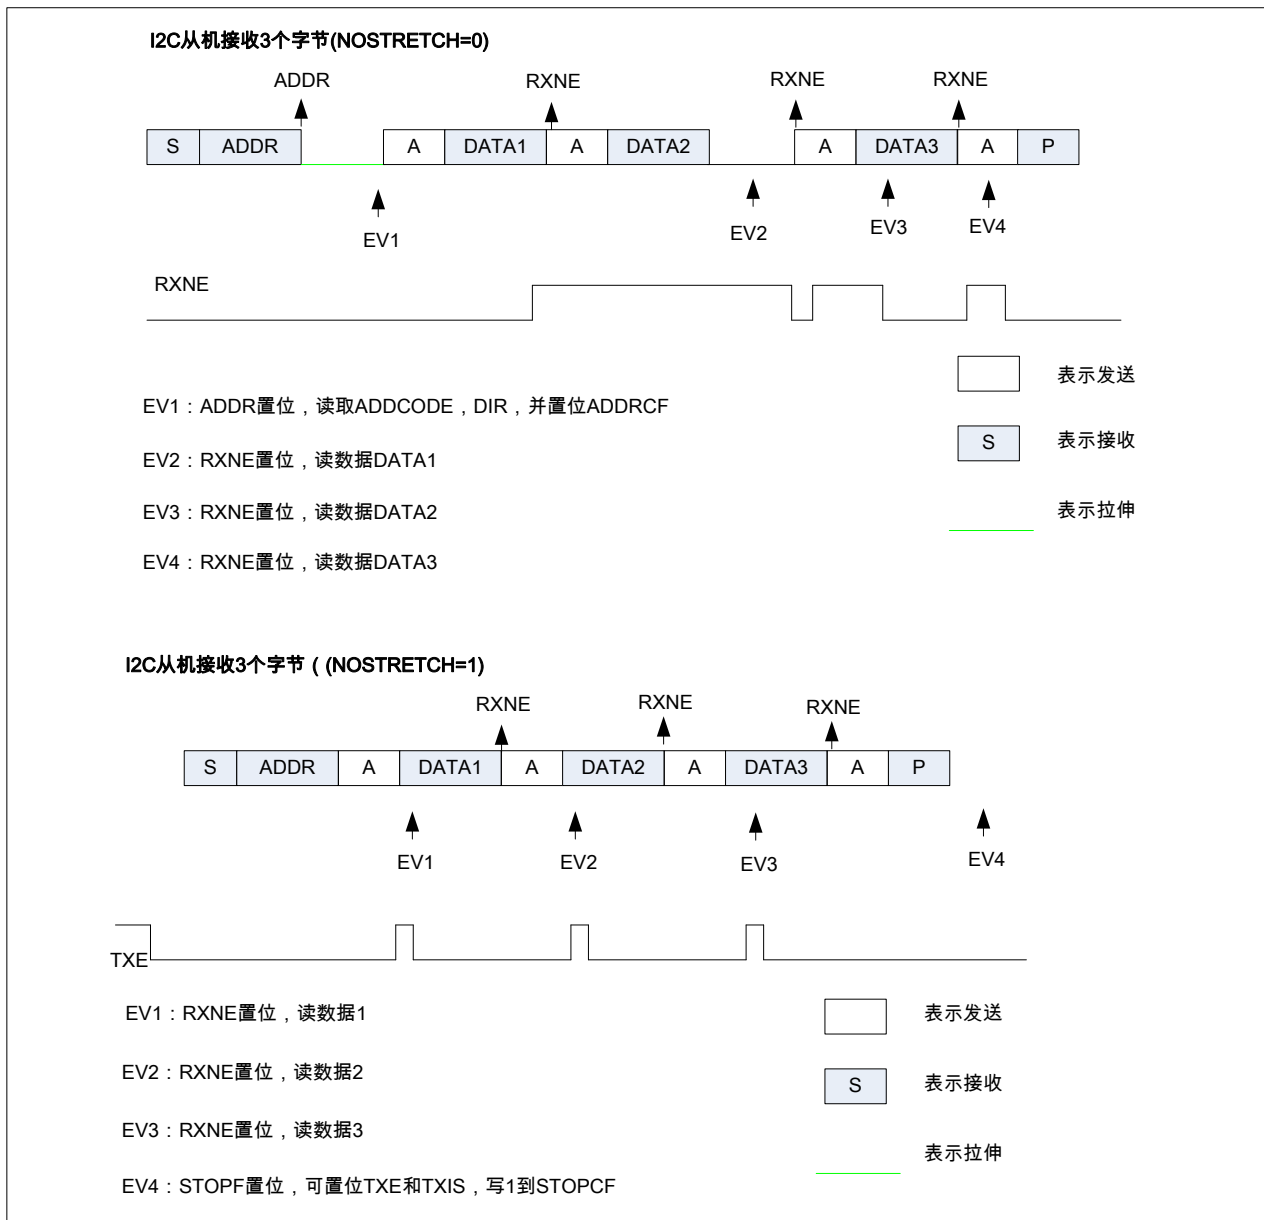 I2C从机接收3个字节(NOSTRETCH=0)
ADDR RXNE RXNE RXNE
S ADDR A DATA1 A DATA2 A DATA3 A P
EV1 EV2 EV3 EV4
RXNE
表示发送
EV1：ADDR置位，读取ADDCODE，DIR，并置位ADDRCF
S 表示接收
EV2：RXNE置位，读数据DATA1
EV3：RXNE置位，读数据DATA2
表示拉伸
EV4：RXNE置位，读数据DATA3
I2C从机接收3个字节（(NOSTRETCH=1)
RXNE RXNE RXNE
S ADDR A DATA1 A DATA2 A DATA3 A P
EV1 EV2 EV3 EV4
TXE
EV1：RXNE置位，读数据1
表示发送
EV2：RXNE置位，读数据2
S 表示接收
EV3：RXNE置位，读数据3
表示拉伸
EV4：STOPF置位，可置位TXE和TXIS，写1到STOPCF